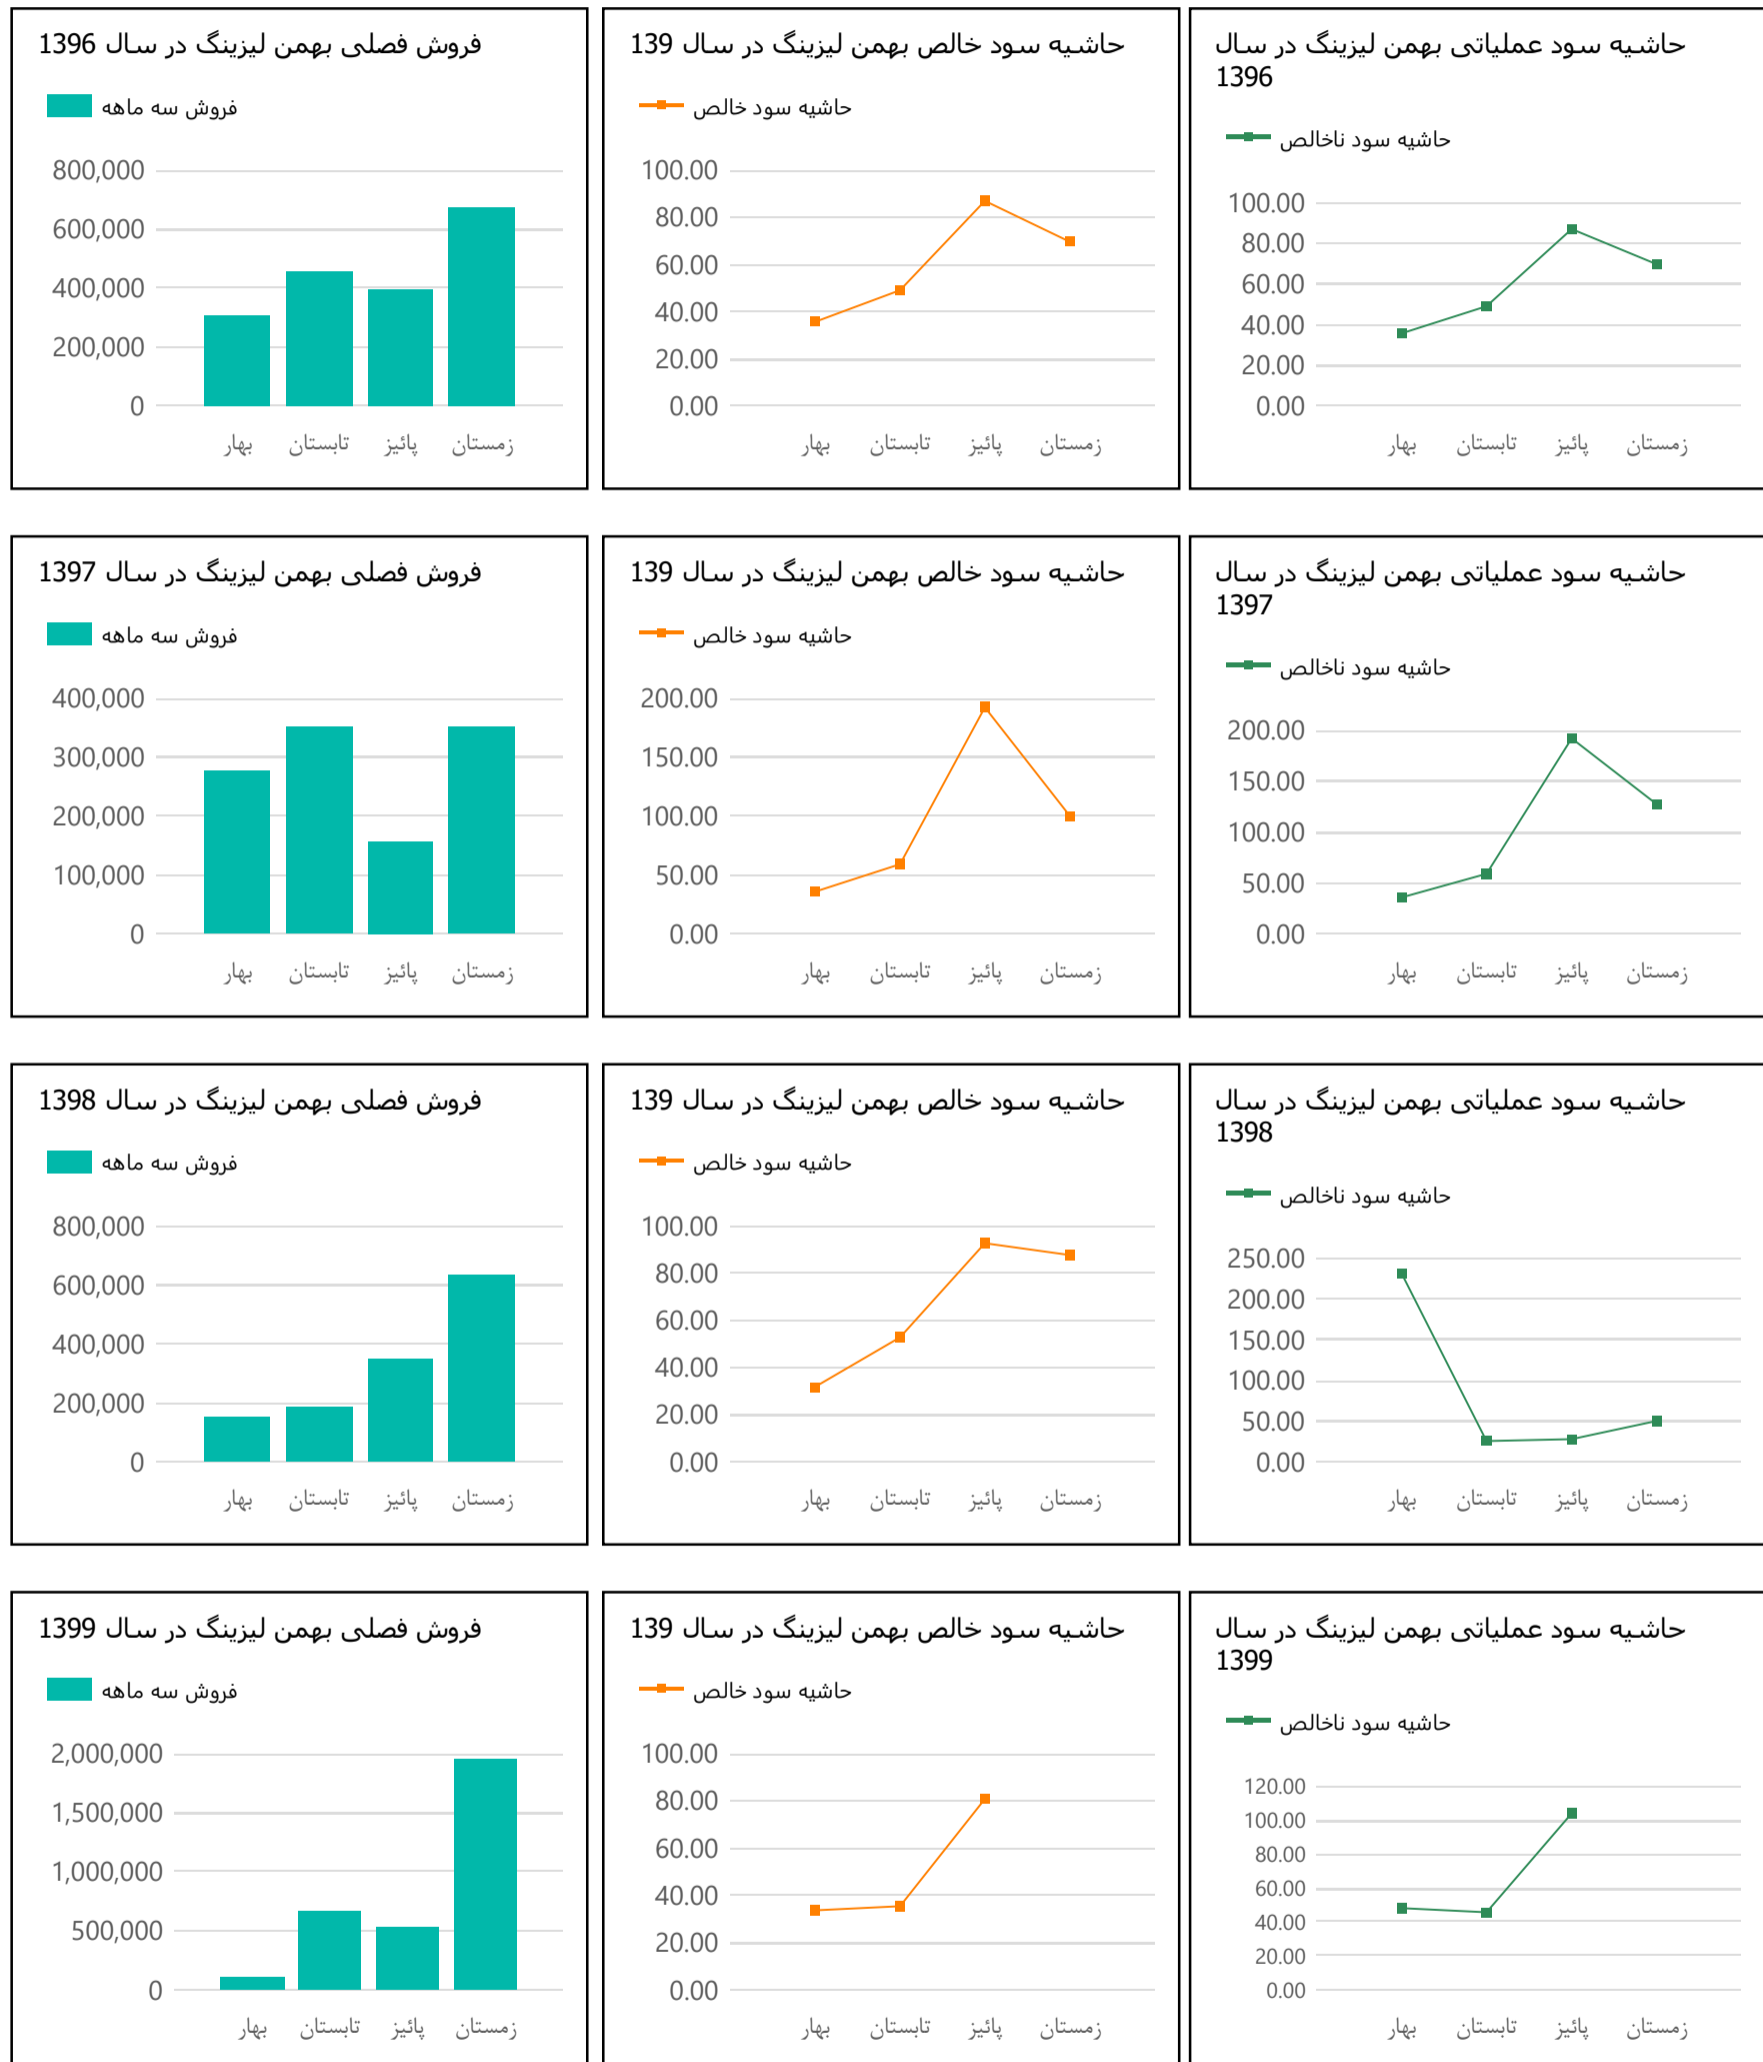 فروش فصلی بهمن لیزینگ در سال 1396
فروش سه ماهه
800,000
600,000
400,000
200,000
0
بهار تابستان پائیز زمستان
حاشیه سود خالص بهمن لیزینگ در سال 139
حاشیه سود خالص
100.00
80.00
60.00
40.00
20.00
0.00
بهار تابستان پائیز زمستان
حاشیه سود عملیاتی بهمن لیزینگ در سال
1396
حاشیه سود ناخالص
100.00
80.00
60.00
40.00
20.00
0.00
بهار تابستان پائیز زمستان
فروش فصلی بهمن لیزینگ در سال 1397
فروش سه ماهه
400,000
300,000
200,000
100,000
0
بهار تابستان پائیز زمستان
حاشیه سود خالص بهمن لیزینگ در سال 139
حاشیه سود خالص
200.00
150.00
100.00
50.00
0.00
بهار تابستان پائیز زمستان
حاشیه سود عملیاتی بهمن لیزینگ در سال
1397
حاشیه سود ناخالص
200.00
150.00
100.00
50.00
0.00
بهار تابستان پائیز زمستان
فروش فصلی بهمن لیزینگ در سال 1398
فروش سه ماهه
800,000
600,000
400,000
200,000
0
بهار تابستان پائیز زمستان
حاشیه سود خالص بهمن لیزینگ در سال 139
حاشیه سود خالص
100.00
80.00
60.00
40.00
20.00
0.00
بهار تابستان پائیز زمستان
حاشیه سود عملیاتی بهمن لیزینگ در سال
1398
حاشیه سود ناخالص
250.00
200.00
150.00
100.00
50.00
0.00
بهار تابستان پائیز زمستان
فروش فصلی بهمن لیزینگ در سال 1399
فروش سه ماهه
2,000,000
1,500,000
1,000,000
500,000
0
بهار تابستان پائیز زمستان
حاشیه سود خالص بهمن لیزینگ در سال 139
حاشیه سود خالص
100.00
80.00
60.00
40.00
20.00
0.00
بهار تابستان پائیز زمستان
حاشیه سود عملیاتی بهمن لیزینگ در سال
1399
حاشیه سود ناخالص
120.00
100.00
80.00
60.00
40.00
20.00
0.00
بهار تابستان پائیز زمستان